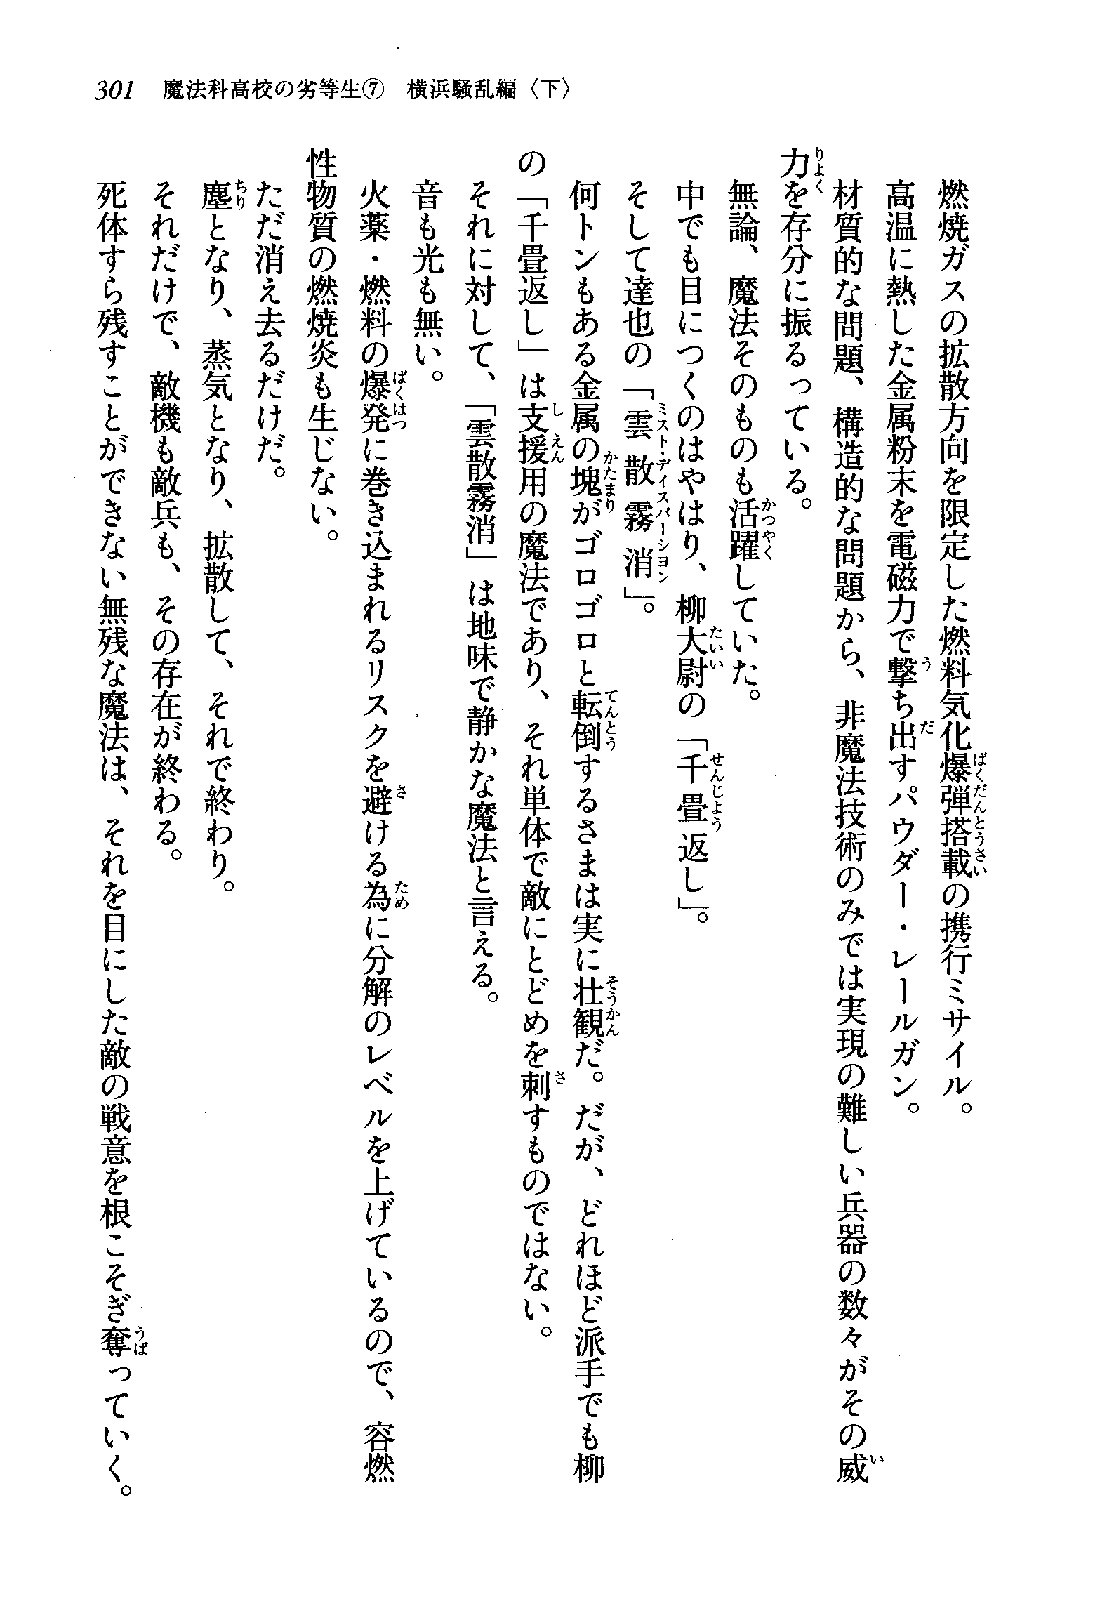 301 魔法科高校の劣等生⑦ 横浜騒乱編〈下〉
燃焼ガスの拡散方向を限定した燃料気化爆弾搭載の携行ミサイル。
高温に熱した金属粉末を電磁力で撃ち出すパウダー・レールガン。
材質的な問題、構造的な問題から、非魔法技術のみでは実現の難しい兵器の数々がその威
力を存分に振るっている。
無論、魔法そのものも活躍していた。
中でも目につくのはやはり、柳大尉の「千畳返し」。
そして達也の「雲散霧消」。
何トンもある金属の塊がゴロゴロと転倒するさまは実に壮観だ。だが、どれほど派手でも柳
の「千畳返し」は支援用の魔法であり、それ単体で敵にとどめを刺すものではない。
それに対して、「雲散霧消」は地味で静かな魔法と言える。
音も光も無い。
火薬・燃料の爆発に巻き込まれるリスクを避ける為に分解のレベルを上げているので、容燃
性物質の燃焼炎も生じない。
ただ消え去るだけだ。
塵となり、蒸気となり、拡散して、それで終わり。
それだけで、敵機も敵兵も、その存在が終わる。
死体すら残すことができない無残な魔法は、それを目にした敵の戦意を根こそぎ奪っていく。